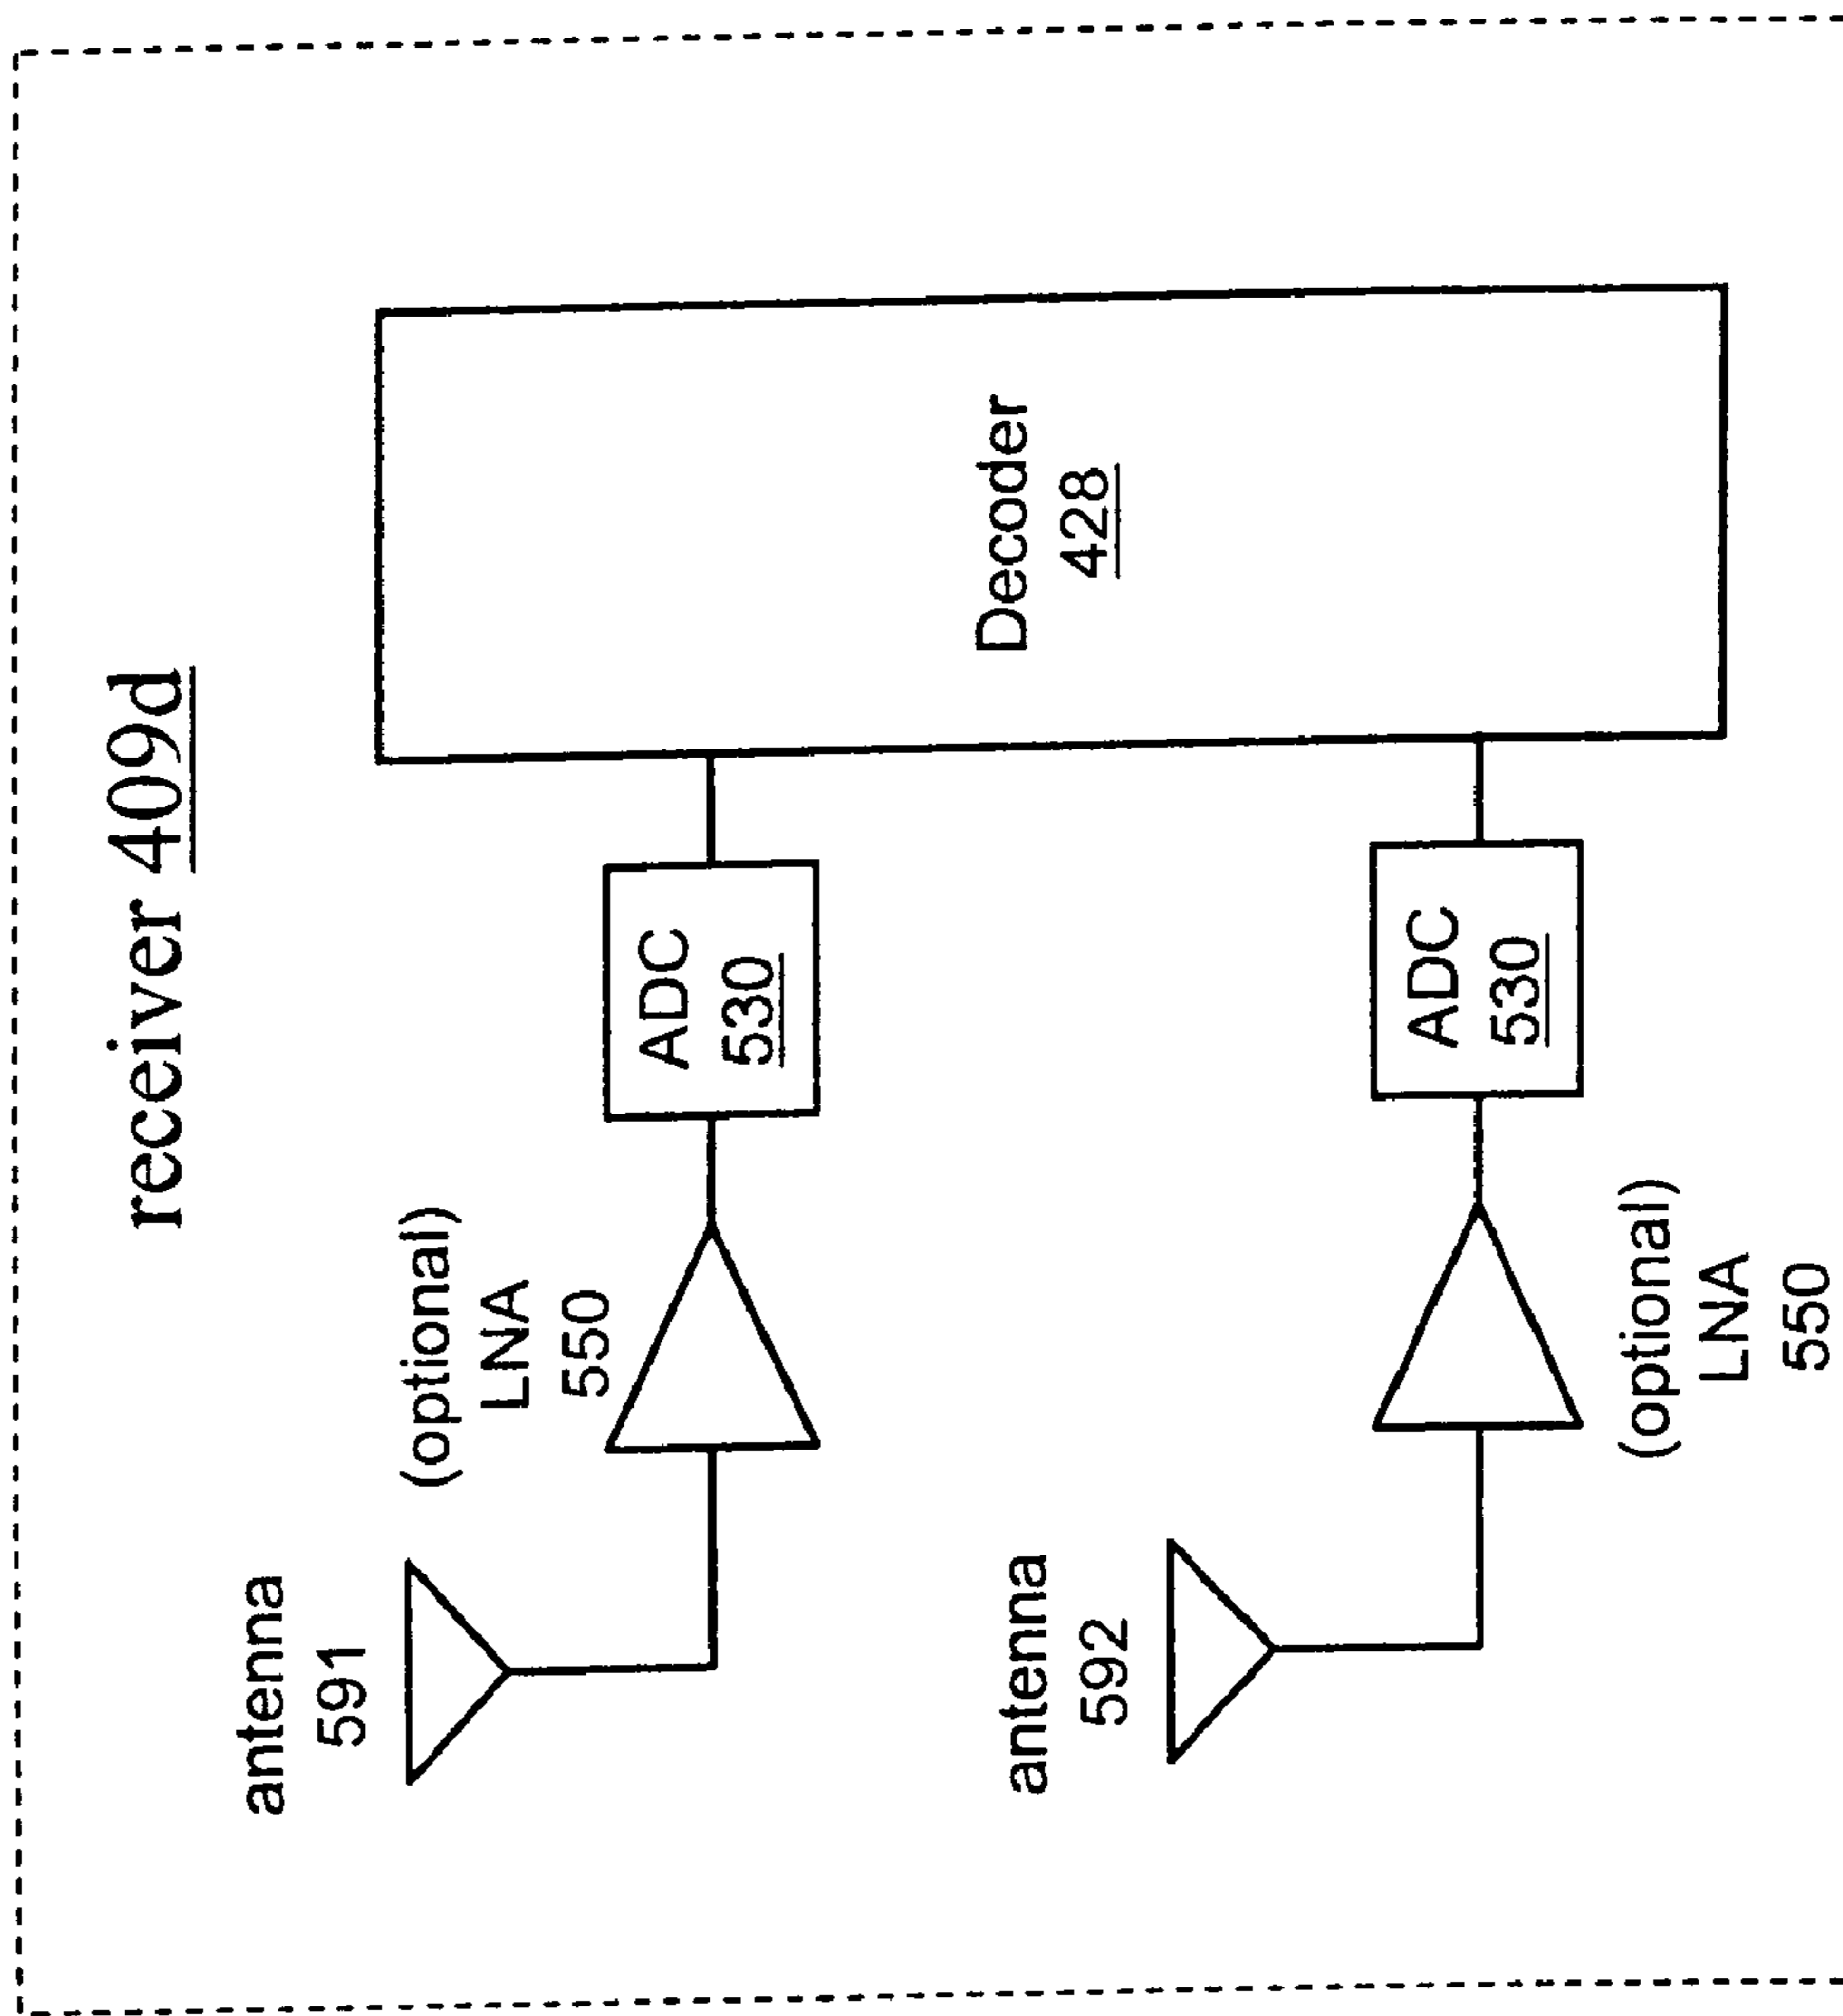 receiver 409d
antenna
591
(optional)
LNA
550
ADC
530
Decoder
428
antenna
592
ADC
530
(optional)
LNA
550